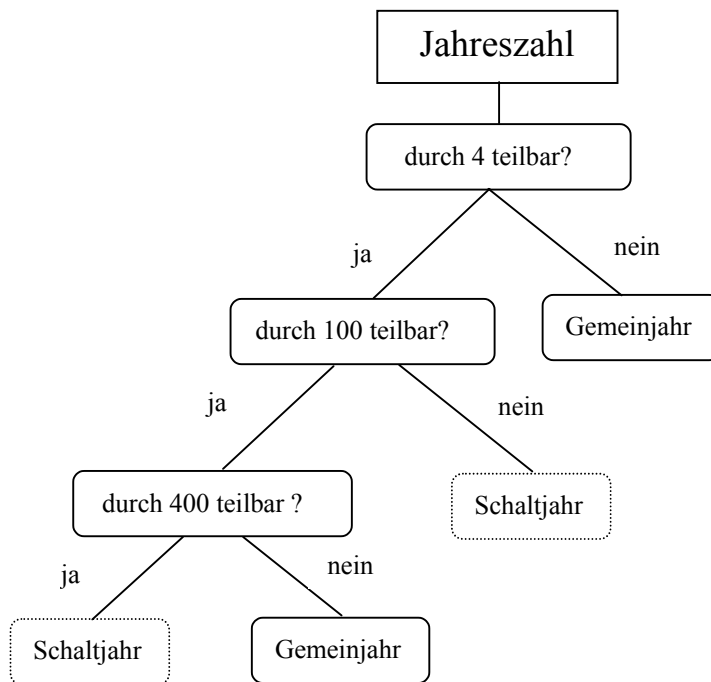 Jahreszahl
durch 4 teilbar?
ja
nein
durch 100 teilbar?
Gemeinjahr
ja
nein
durch 400 teilbar ?
Schaltjahr
ja
nein
Schaltjahr
Gemeinjahr